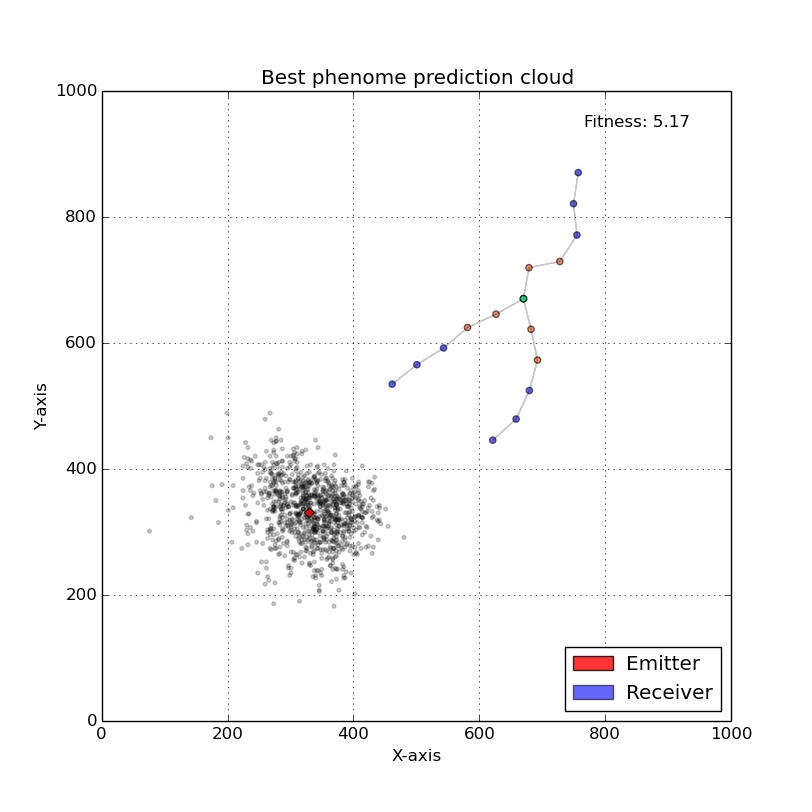 Best phenome prediction cloud
Fitness: 5.17
1000
800
600
400
200
0
Y-axis
0 200 400 600 800 1000
X-axis
Emitter
Receiver